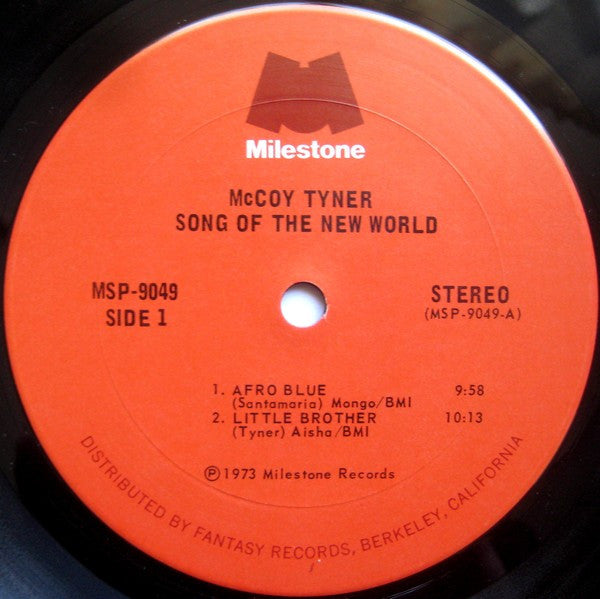 Milestone
McCOY TYNER
SONG OF THE NEW WORLD
MSP-9049
SIDE 1
STEREO
(MSP-9049-A)
1. AFRO BLUE 9:58
(Santamaria) Mongo/BMI
2. LITTLE BROTHER 10:13
(Tyner) Aisha/BMI
℗ 1973 Milestone Records
DISTRIBUTED BY FANTASY RECORDS, BERKELEY, CALIFORNIA